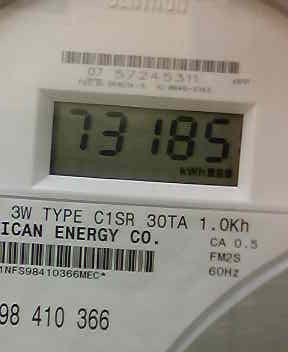 07 57245311
73185
kWh
3W TYPE C1SR 30TA 1.0Kh
ICAN ENERGY CO.
CA 0.5
FM2S
60Hz
1NFS98410366MEC*
98 410 366